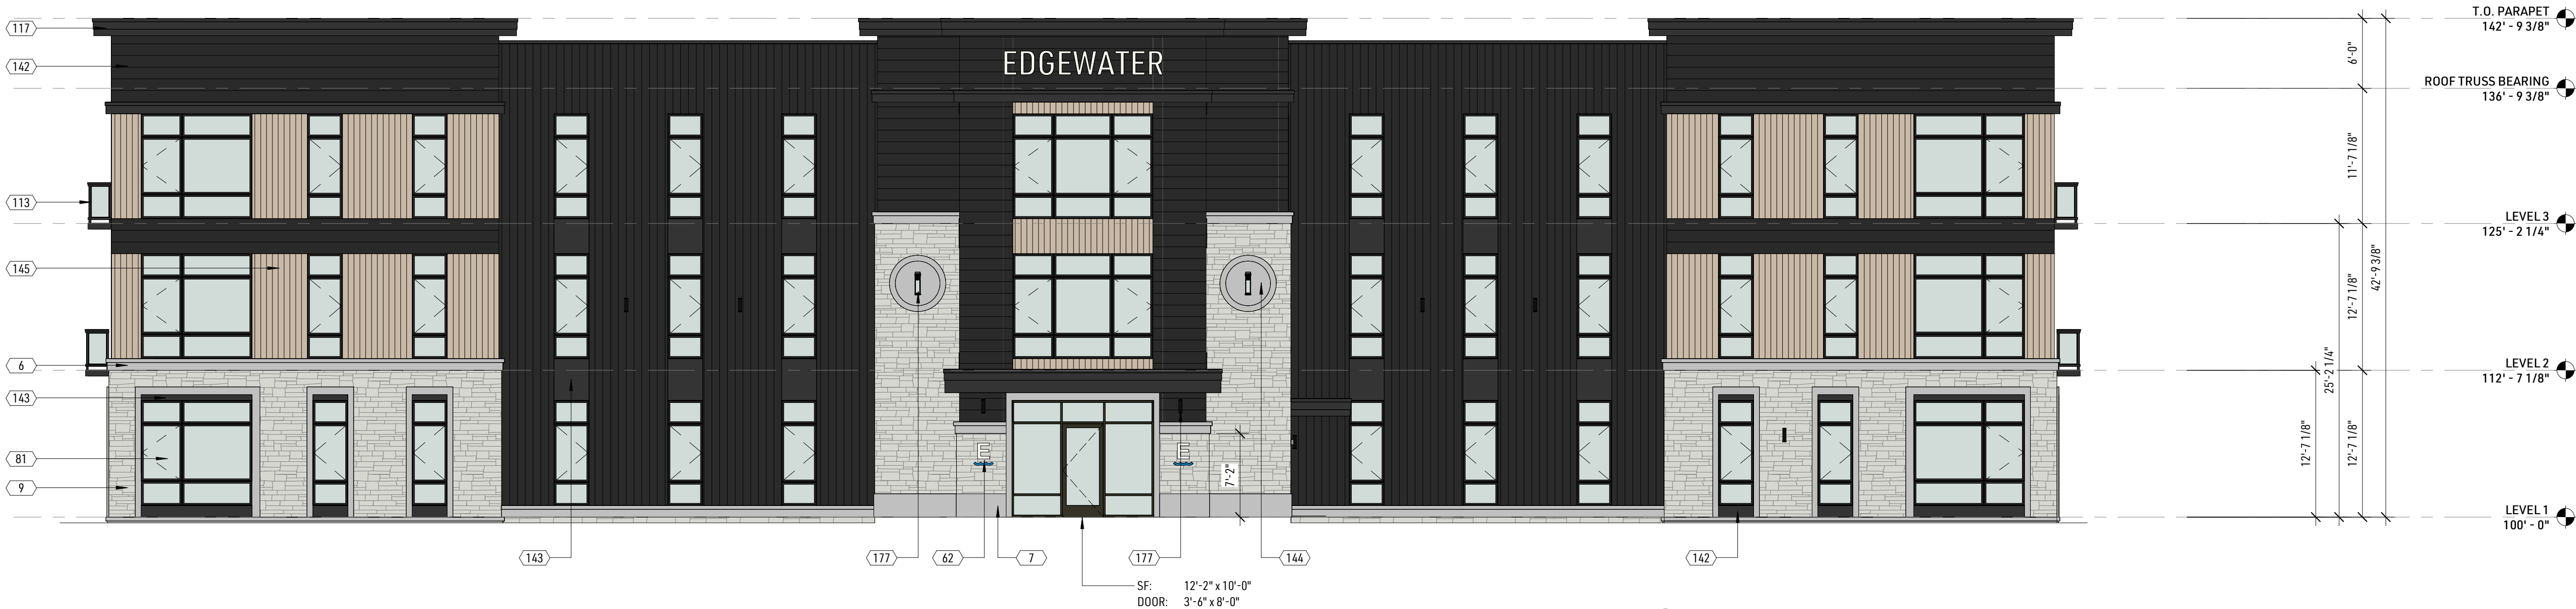 T.O. PARAPET
142' - 9 3/8"
117
6'-0"
EDGEWATER
142
ROOF TRUSS BEARING
136' - 9 3/8"
11'-7 1/8"
113
LEVEL 3
125' - 2 1/4"
145
42'-9 3/8"
12'-7 1/8"
6
LEVEL 2
112' - 7 1/8"
25'-2 1/4"
143
12'-7 1/8"
12'-7 1/8"
81
E
E
7'-2"
9
LEVEL 1
100' - 0"
143
177
62
7
177
144
142
SF: 12'-2" x 10'-0"
DOOR: 3'-6" x 8'-0"